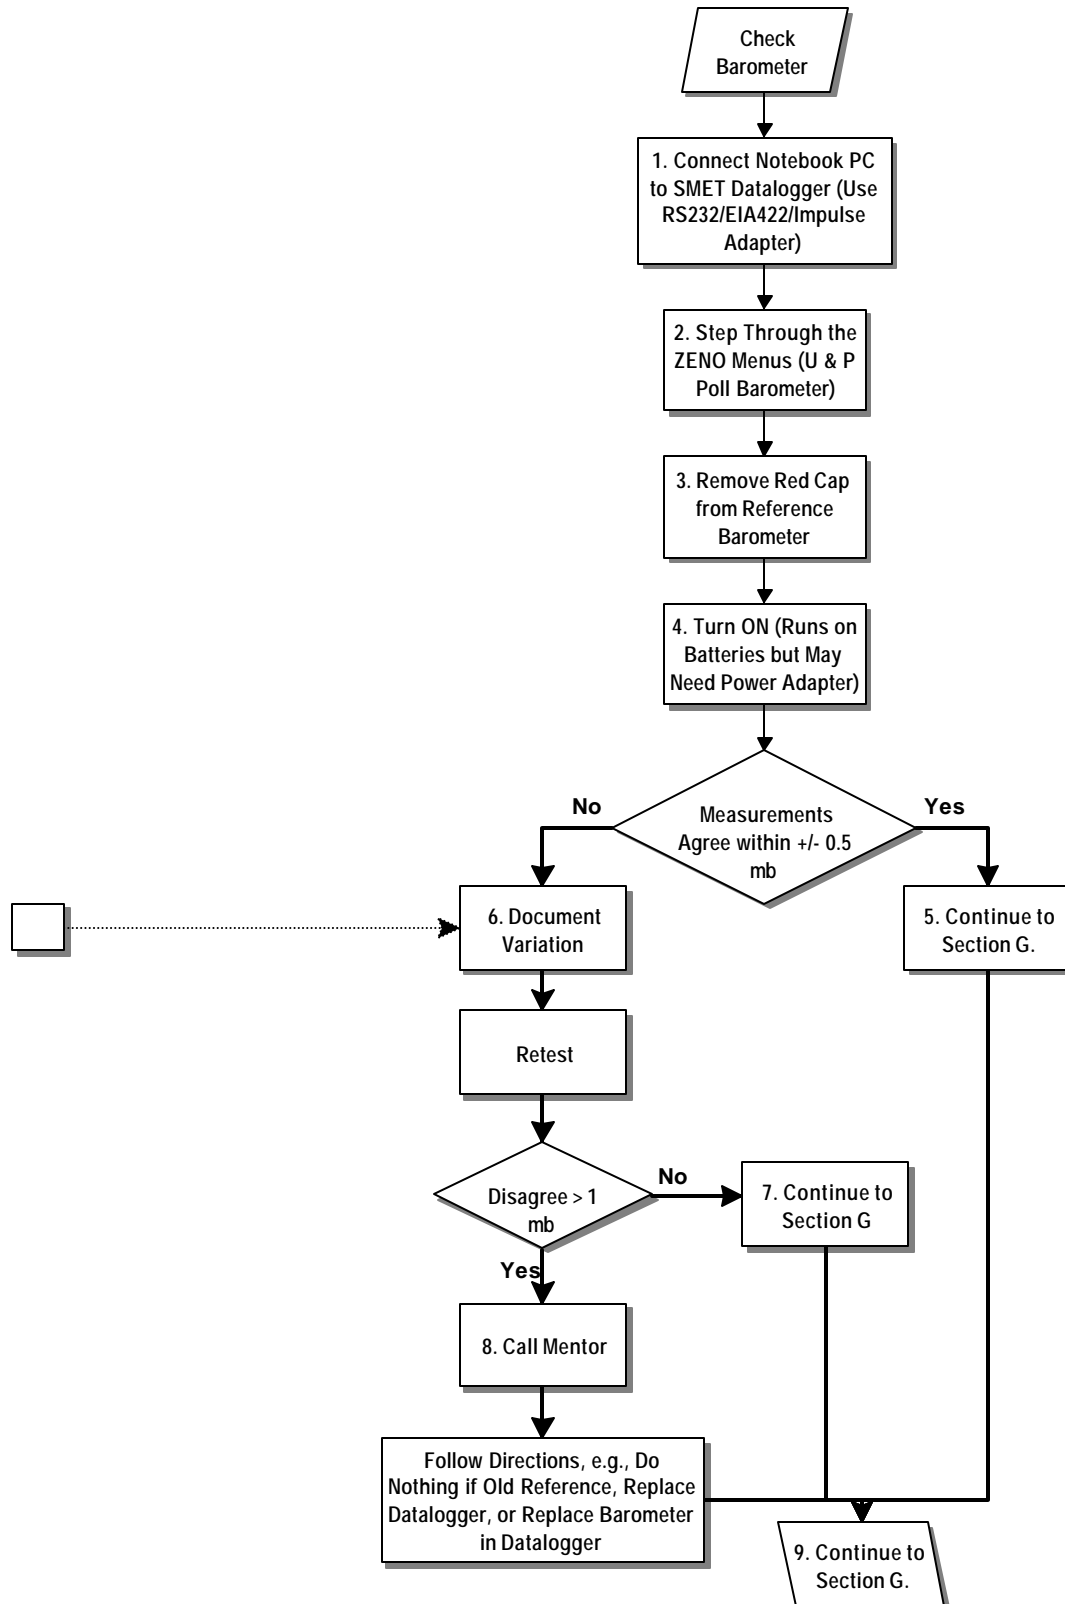 Check
Barometer
1. Connect Notebook PC
to SMET Datalogger (Use
RS232/EIA422/Impulse
Adapter)
2. Step Through the
ZENO Menus (U & P
Poll Barometer)
3. Remove Red Cap
from Reference
Barometer
4. Turn ON (Runs on
Batteries but May
Need Power Adapter)
No
Yes
Measurements
Agree within +/- 0.5
mb
6. Document
Variation
5. Continue to
Section G.
Retest
Disagree > 1
mb
No
7. Continue to
Section G
Yes
8. Call Mentor
Follow Directions, e.g., Do
Nothing if Old Reference, Replace
Datalogger, or Replace Barometer
in Datalogger
9. Continue to
Section G.